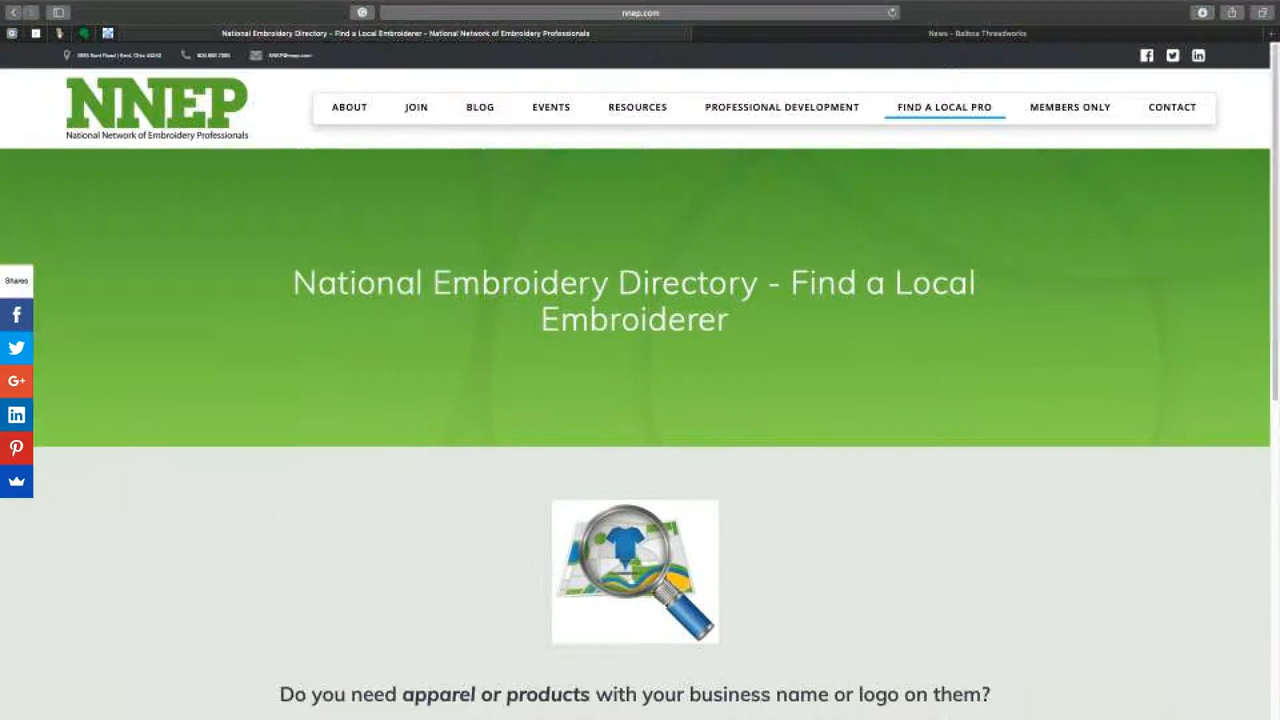 nnep.com
National Embroidery Directory - Find a Local Embroiderer - National Network of Embroidery Professionals
News - Balboa Threadworks
NNEP
National Network of Embroidery Professionals
ABOUT JOIN BLOG EVENTS RESOURCES PROFESSIONAL DEVELOPMENT FIND A LOCAL PRO MEMBERS ONLY CONTACT
National Embroidery Directory - Find a Local
Embroiderer
Shares
Do you need apparel or products with your business name or logo on them?